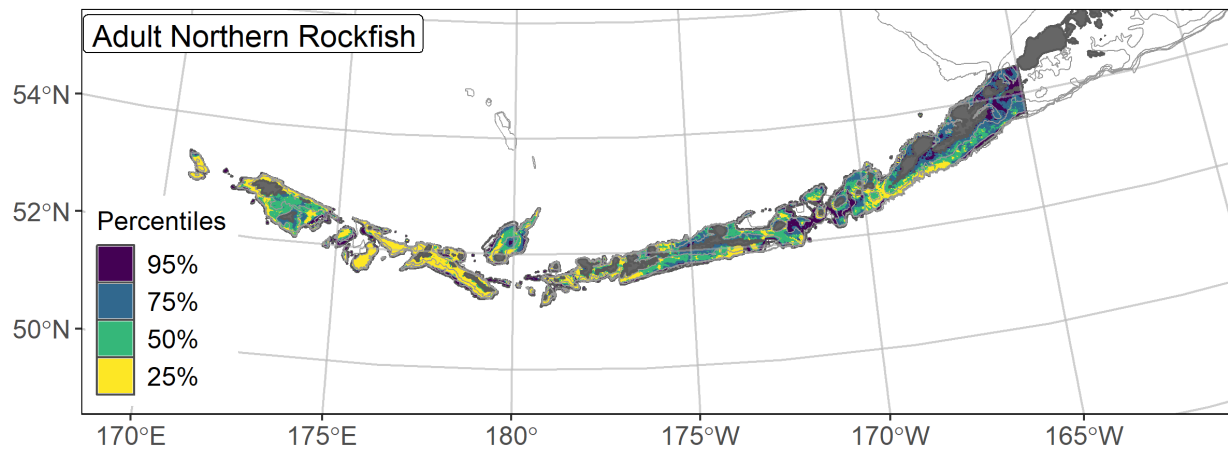 Adult Northern Rockfish
54°N
52°N
50°N
Percentiles
95%
75%
50%
25%
170°E
175°E
180°
175°W
170°W
165°W